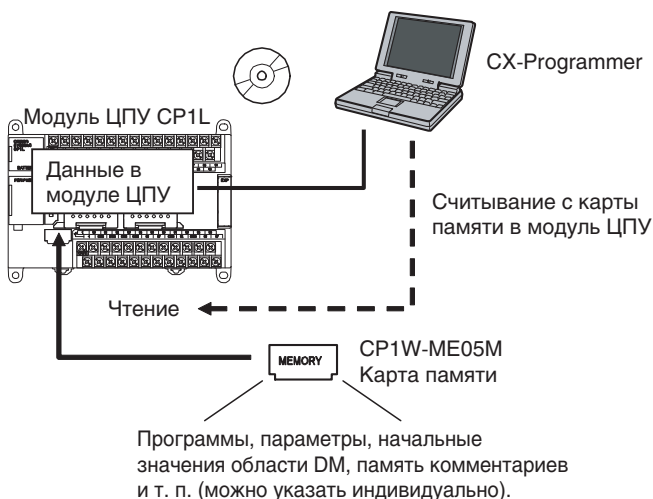 CX-Programmer
Модуль ЦПУ CP1L
Данные в
модуле ЦПУ
Считывание с карты
памяти в модуль ЦПУ
Чтение
MEMORY
CP1W-ME05M
Карта памяти
Программы, параметры, начальные
значения области DM, память комментариев
и т. п. (можно указать индивидуально).